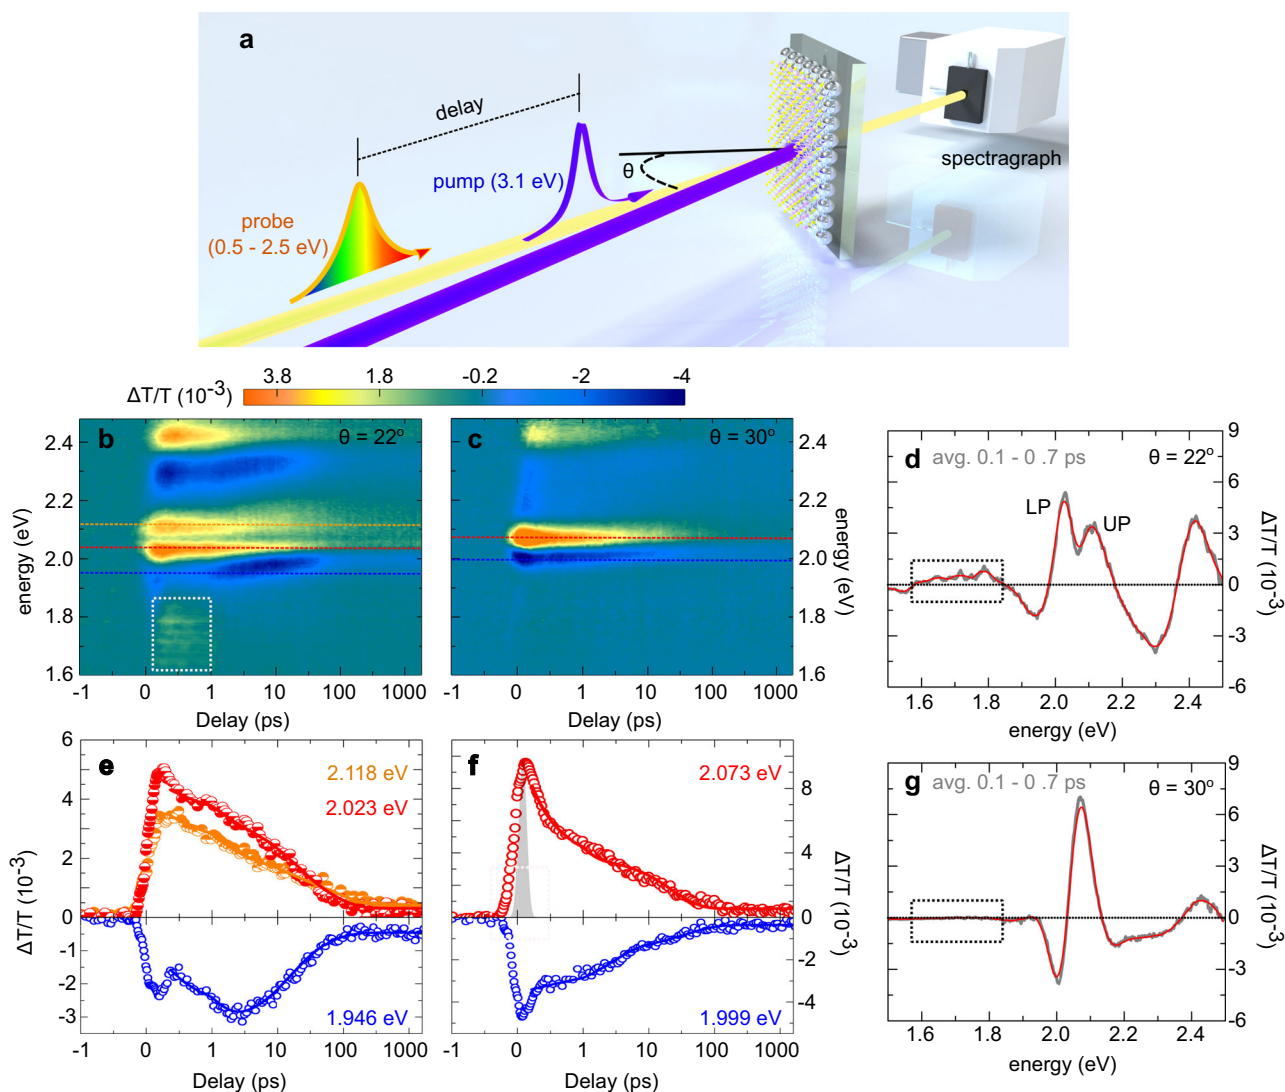 a
delay
pump (3.1 eV)
θ
spectragraph
probe
(0.5 - 2.5 eV)
ΔT/T (10⁻³)
3.8 1.8 -0.2 -2 -4
b
θ = 22º
2.4
2.2
2.0
1.8
1.6
energy (eV)
-1 0 1 10 100 1000
Delay (ps)
c
θ = 30º
2.4
2.2
2.0
1.8
1.6
energy (eV)
-1 0 1 10 100 1000
Delay (ps)
d
avg. 0.1 - 0 .7 ps
θ = 22º
LP
UP
9
6
3
0
-3
-6
ΔT/T (10⁻³)
1.6 1.8 2.0 2.2 2.4
energy (eV)
e
2.118 eV
2.023 eV
1.946 eV
6
5
4
2
0
-1
-2
-3
ΔT/T (10⁻³)
-1 0 1 10 100 1000
Delay (ps)
f
2.073 eV
1.999 eV
8
6
4
2
0
-2
-4
ΔT/T (10⁻³)
-1 0 1 10 100 1000
Delay (ps)
g
avg. 0.1 - 0 .7 ps
θ = 30º
9
6
3
0
-3
-6
ΔT/T (10⁻³)
1.6 1.8 2.0 2.2 2.4
energy (eV)